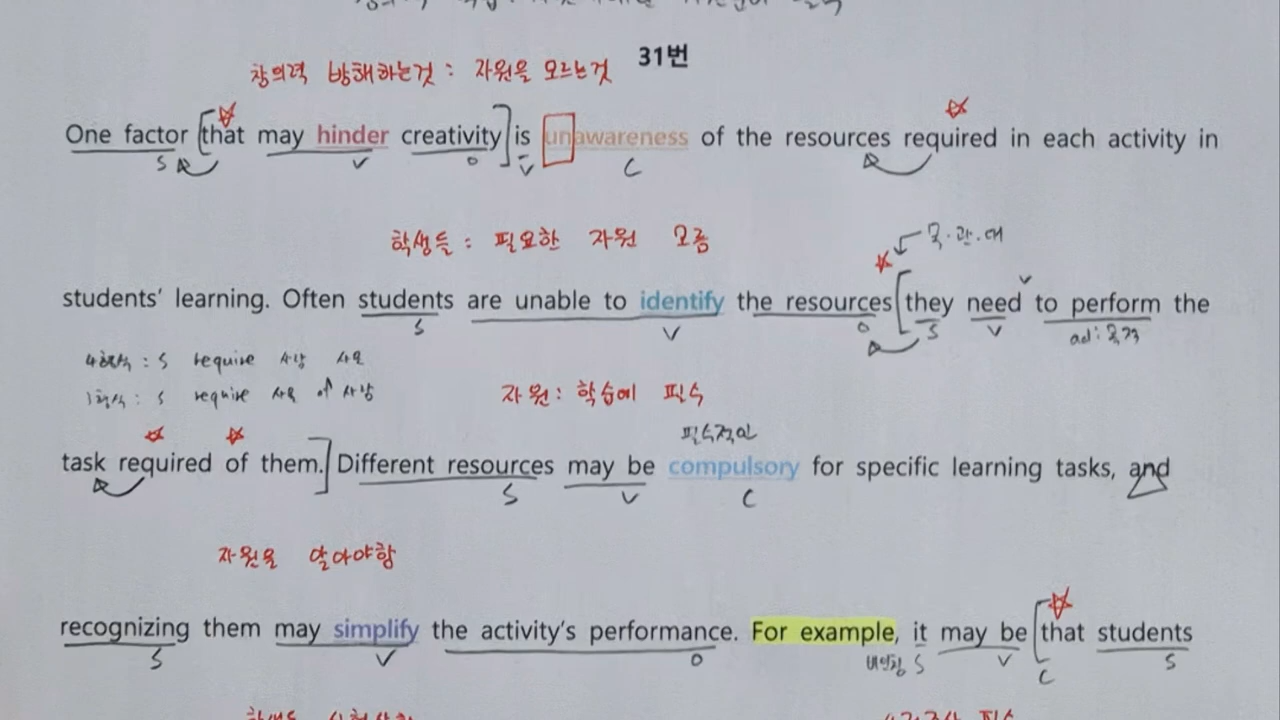 31번
창의력 방해하는것 : 자원을 모르는것
One factor that may hinder creativity is unawareness of the resources required in each activity in
S V O V C
학생들 : 필요한 자원 모름
목·관·대
students' learning. Often students are unable to identify the resources they need to perform the
S V O S V ad:
4형식 : S require 사람 사물
1형식 : S require 사물 of 사람
자원 : 학습에 필수
필수적인
task required of them. Different resources may be compulsory for specific learning tasks, and
S V C
자원을 알아야함
recognizing them may simplify the activity's performance. For example, it may be that students
S V O 비인칭 S V C S